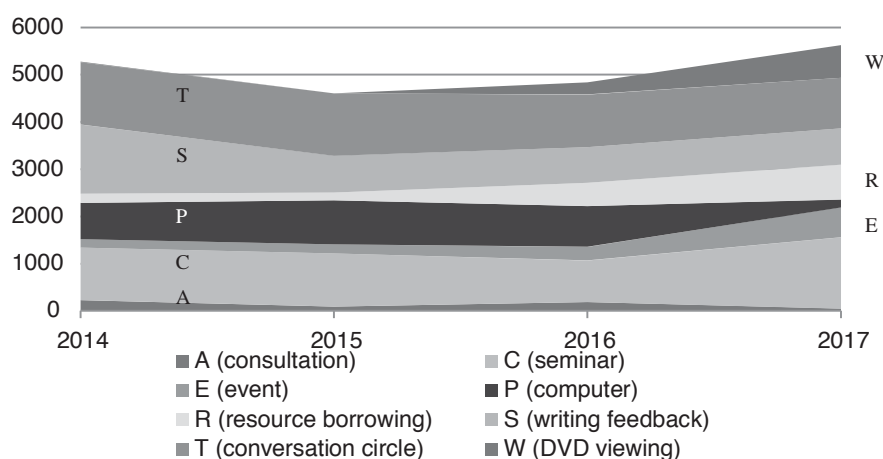 6000
5000 W
4000 T
3000 S R
2000 P E
1000 C
0 A
2014 2015 2016 2017
A (consultation) C (seminar)
E (event) P (computer)
R (resource borrowing) S (writing feedback)
T (conversation circle) W (DVD viewing)